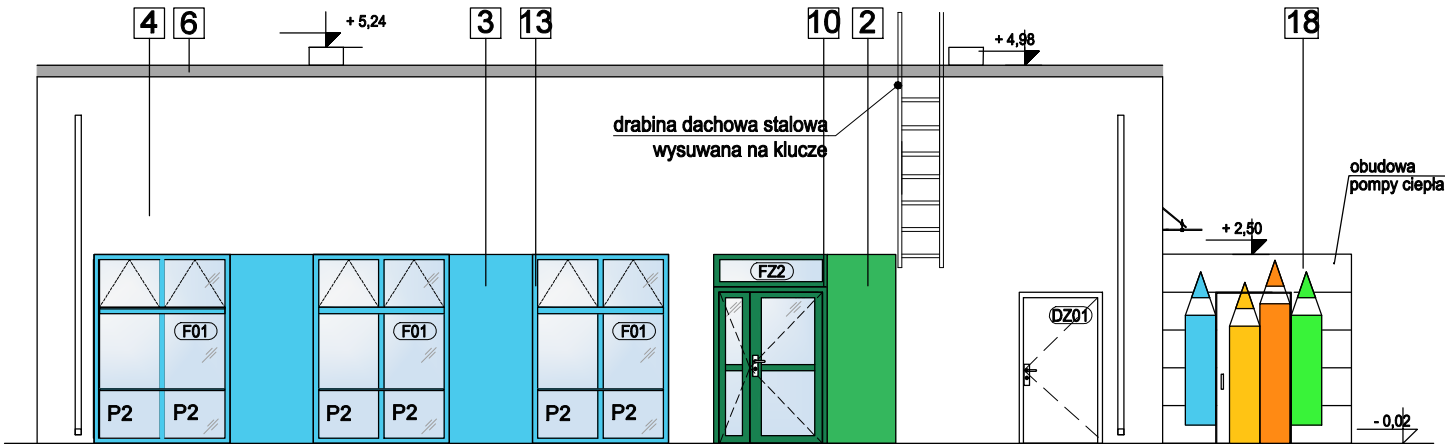 4
6
+ 5,24
3
13
10
2
+ 4,98
18
drabina dachowa stalowa
wysuwana na klucze
obudowa
pompy ciepła
+ 2,50
FZ2
F01
F01
F01
DZ01
P2
P2
P2
P2
P2
P2
- 0,02